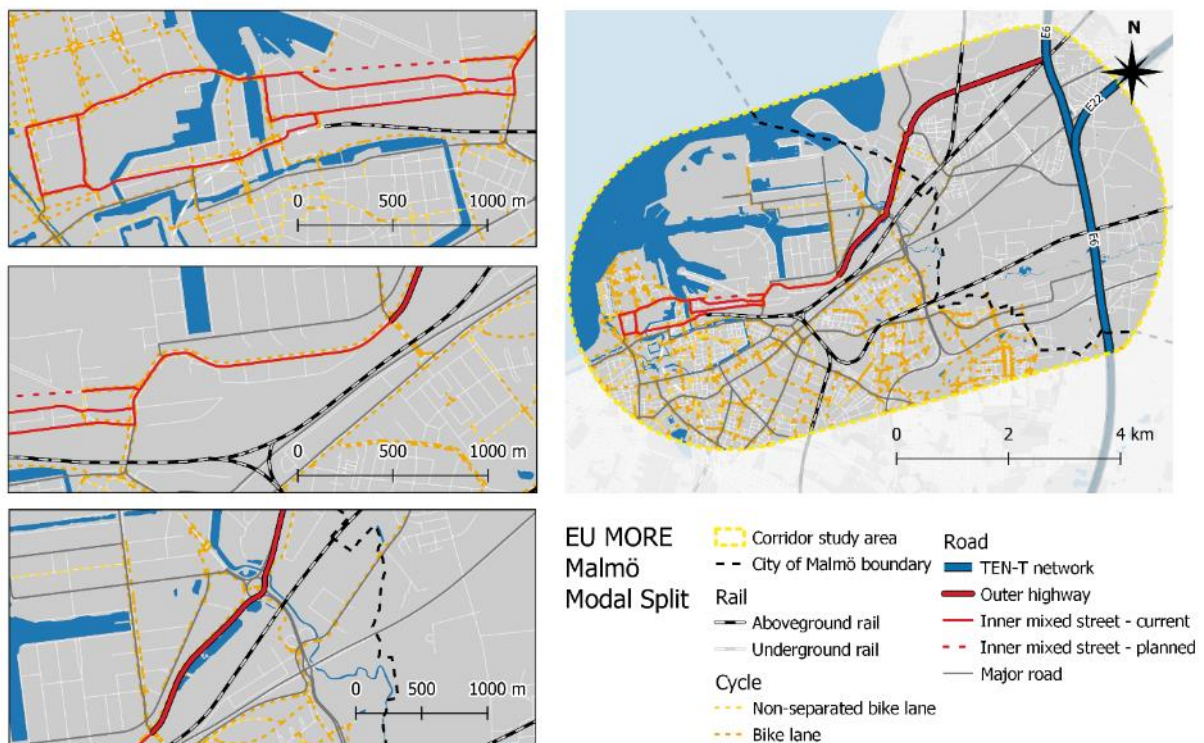 0 500 1000 m
0 500 1000 m
0 500 1000 m
E6
N
E22
E6
0 2 4 km
EU MORE
Malmö
Modal Split
Corridor study area
City of Malmö boundary
Rail
Aboveground rail
Underground rail
Cycle
Non-separated bike lane
Bike lane
Road
TEN-T network
Outer highway
Inner mixed street - current
Inner mixed street - planned
Major road